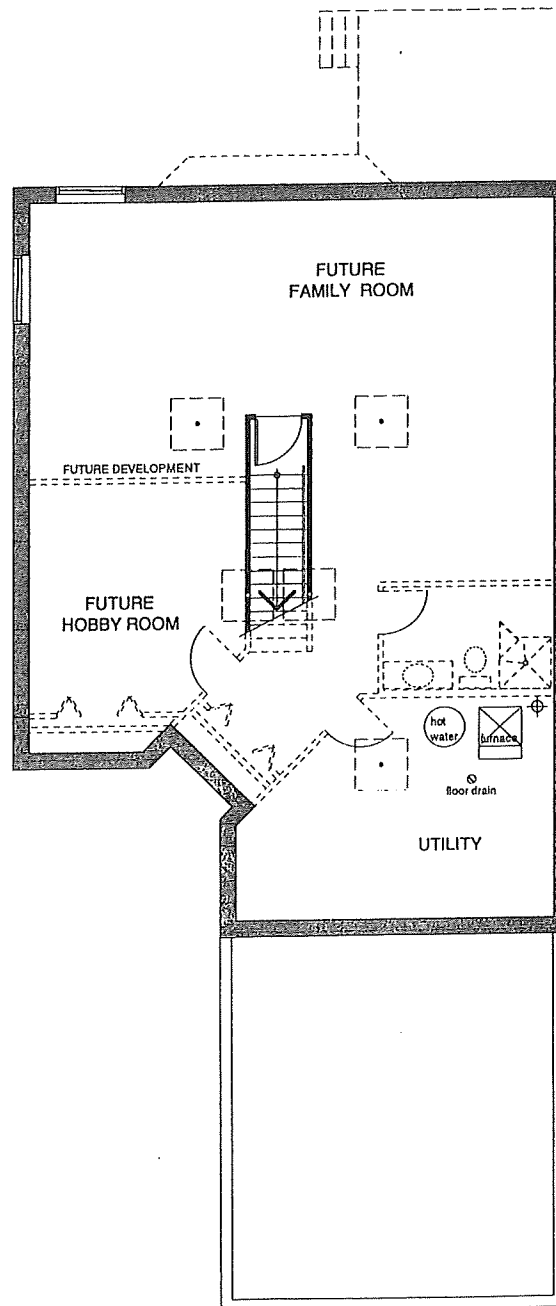 FUTURE
FAMILY ROOM
FUTURE DEVELOPMENT
FUTURE
HOBBY ROOM
hot
water
furnace
floor drain
UTILITY